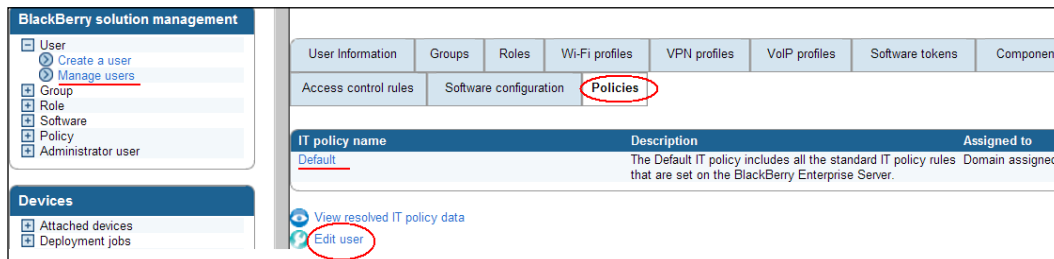 BlackBerry solution management
User
Create a user
Manage users
Group
Role
Software
Policy
Administrator user
Devices
Attached devices
Deployment jobs
User Information Groups Roles Wi-Fi profiles VPN profiles VoIP profiles Software tokens Componen
Access control rules Software configuration Policies
IT policy name Description Assigned to
Default The Default IT policy includes all the standard IT policy rules Domain assigned
that are set on the BlackBerry Enterprise Server.
View resolved IT policy data
Edit user